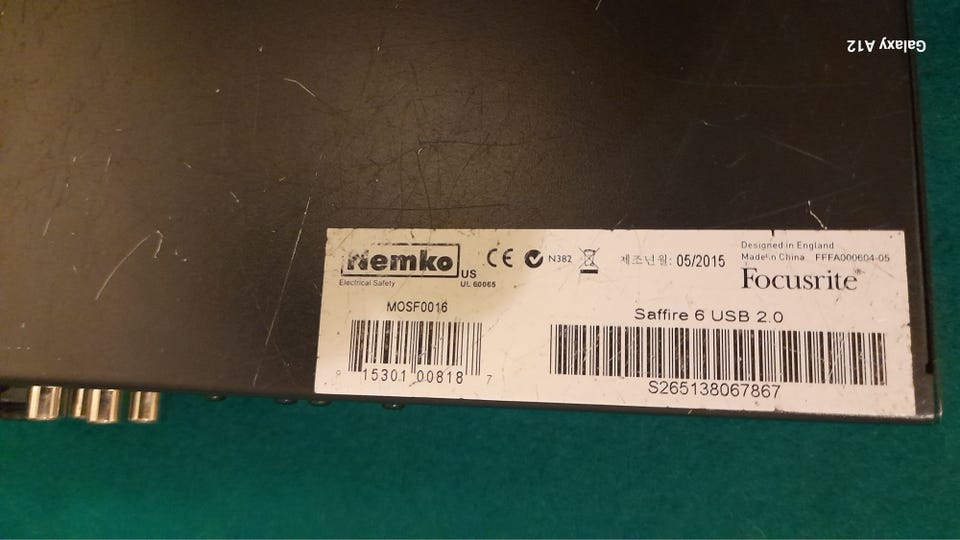 Galaxy A12
Nemko US
Electrical Safety UL 60065
CE N382
제조년월: 05/2015
Designed in England
Made in China FFFA000604-05
Focusrite®
MOSF0016
9 15301 00818 7
Saffire 6 USB 2.0
S265138067867